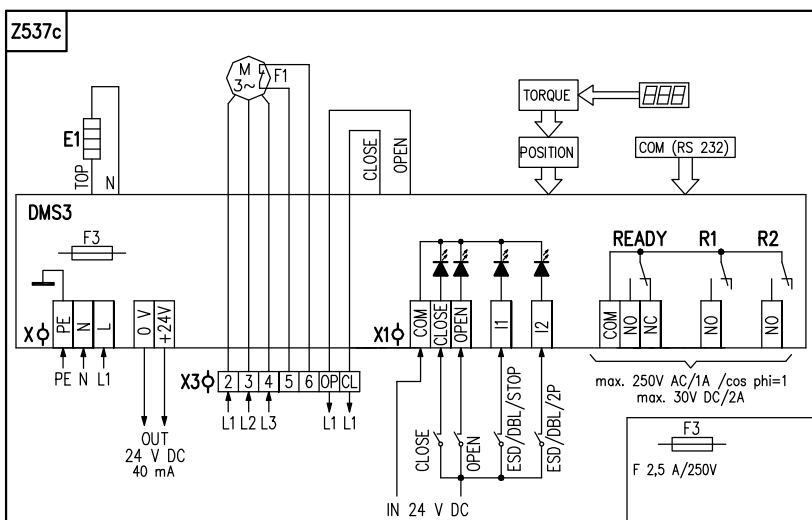 Z537c
M
3~
F1
E1
TOP
N
CLOSE
OPEN
TORQUE
POSITION
COM (RS 232)
DMS3
F3
READY
R1
R2
X
PE
N
L
0 V
+24V
X1
COM
CLOSE
OPEN
I1
I2
COM
NO
NC
NO
NO
PE N L1
X3
2 3 4 5 6 OP CL
L1 L2 L3
L1 L1
OUT
24 V DC
40 mA
CLOSE
OPEN
ESD/DBL/STOP
ESD/DBL/2P
IN 24 V DC
max. 250V AC/1A /cos phi=1
max. 30V DC/2A
F3
F 2,5 A/250V